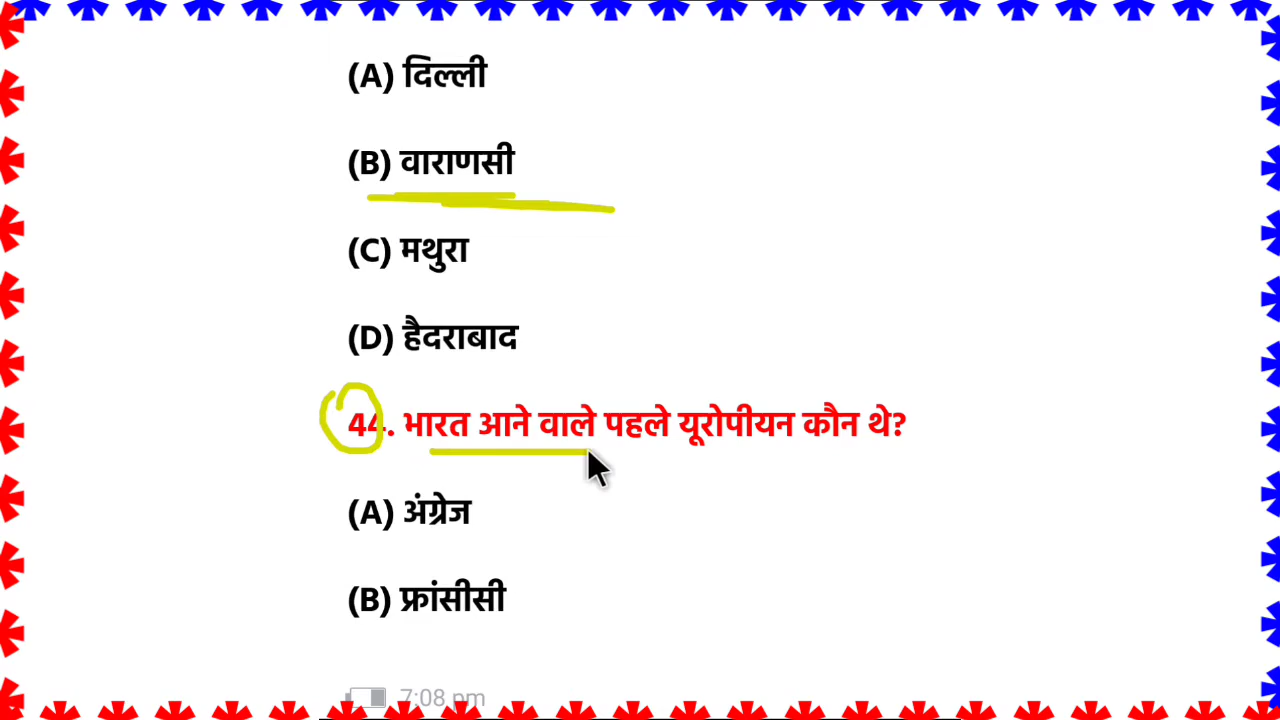 (A) दिल्ली
(B) वाराणसी
(C) मथुरा
(D) हैदराबाद
44. भारत आने वाले पहले यूरोपीयन कौन थे?
(A) अंग्रेज
(B) फ्रांसीसी
7:08 pm